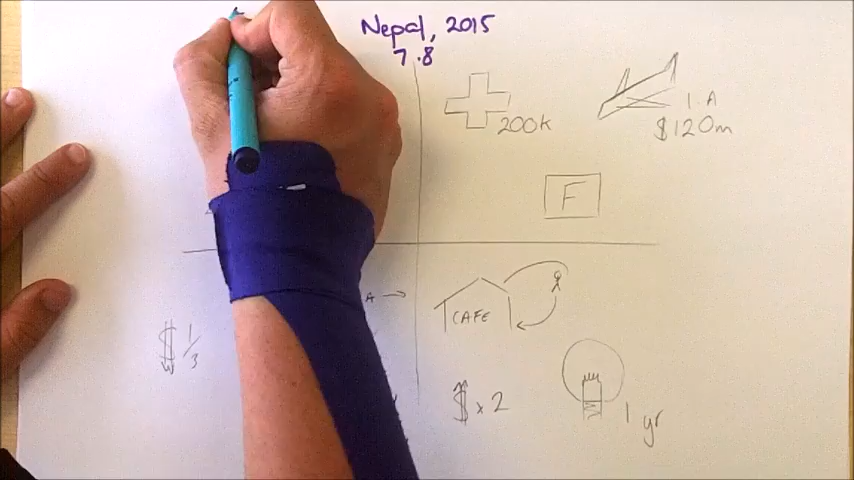 Nepal, 2015
7.8
200k
1. A
$120m
F
A →
CAFE
$ 1/3
$ x 2
1 yr